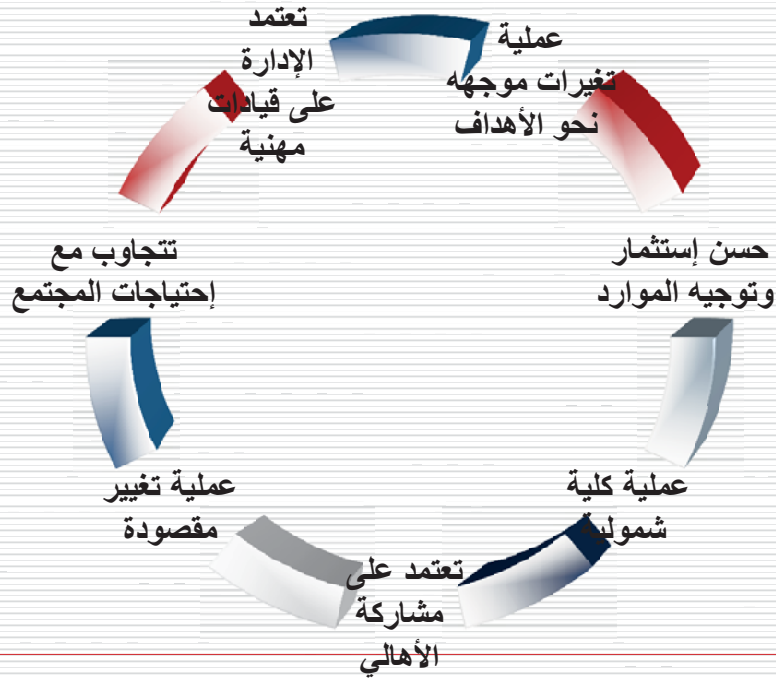 عملية
تغيرات موجهه
نحو الأهداف
حسن إستثمار
وتوجيه الموارد
عملية كلية
شمولية
تعتمد على
مشاركة
الأهالي
عملية تغيير
مقصودة
تتجاوب مع
إحتياجات المجتمع
تعتمد
الإدارة
على قيادات
مهنية